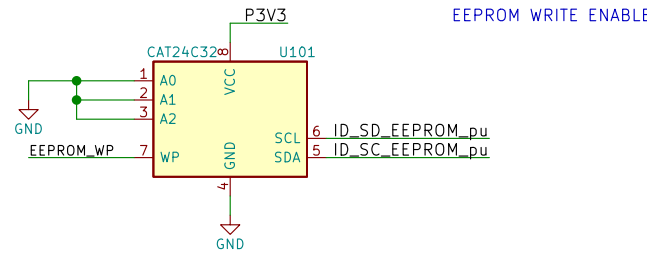 P3V3
EEPROM WRITE ENABLE
CAT24C32
8
U101
VCC
1
A0
2
A1
3
A2
GND
6
ID_SD_EEPROM_pu
SCL
EEPROM_WP
7
WP
GND
SDA
5
ID_SC_EEPROM_pu
4
GND